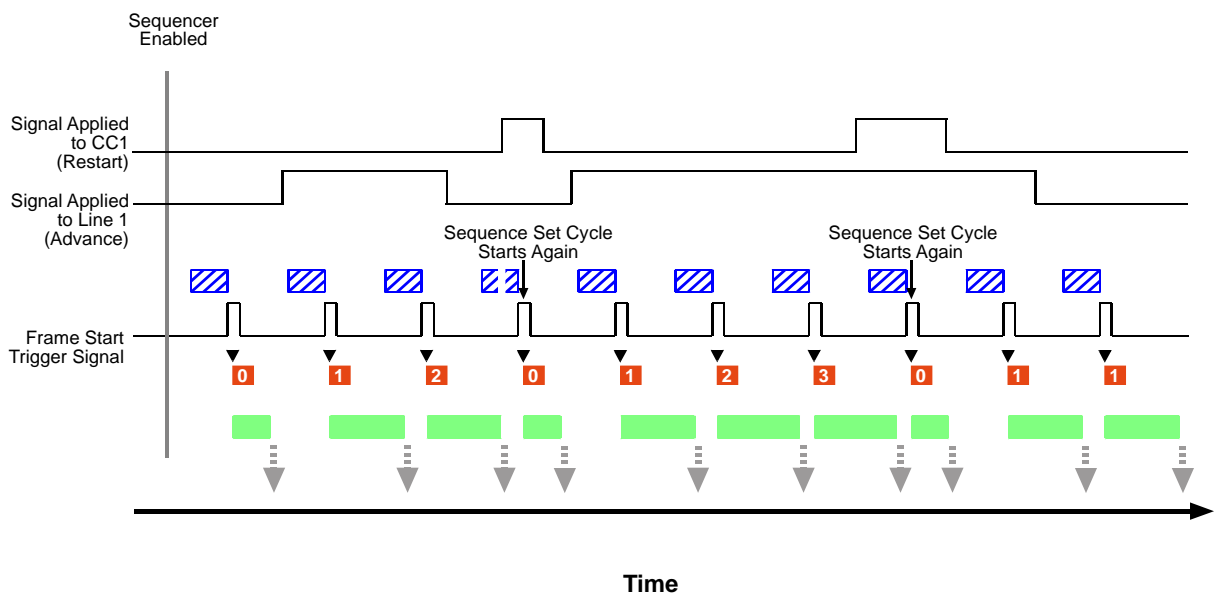 Sequencer
Enabled
Signal Applied
to CC1
(Restart)
Signal Applied
to Line 1
(Advance)
Sequence Set Cycle
Starts Again
Sequence Set Cycle
Starts Again
Frame Start
Trigger Signal
0 1 2 0 1 2 3 0 1 1
Time